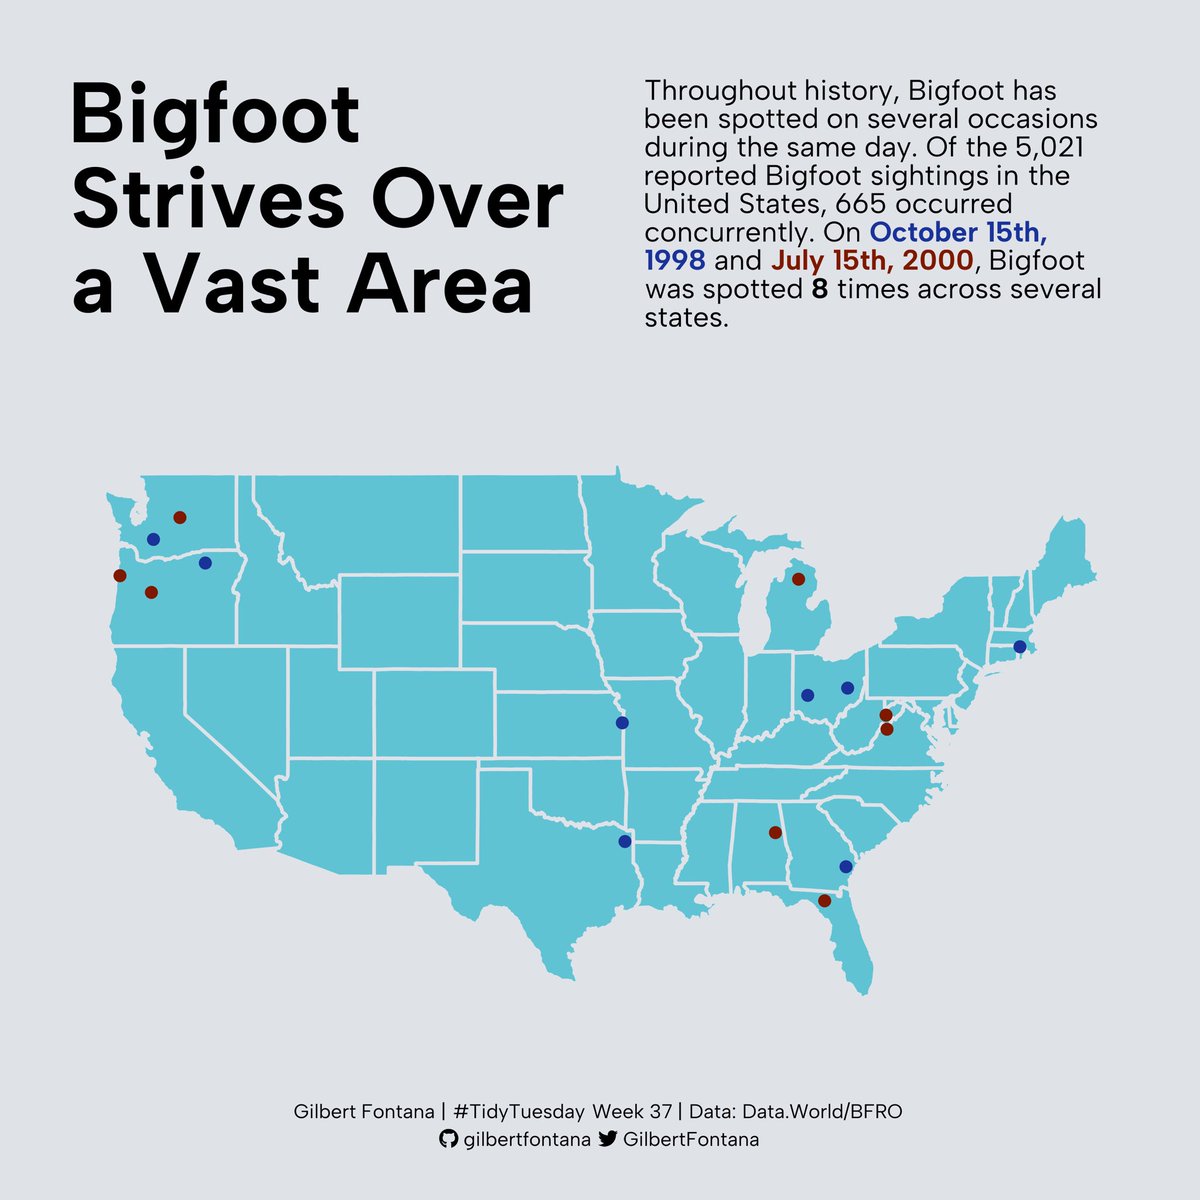 Bigfoot
Strives Over
a Vast Area
Throughout history, Bigfoot has
been spotted on several occasions
during the same day. Of the 5,021
reported Bigfoot sightings in the
United States, 665 occurred
concurrently. On October 15th,
1998 and July 15th, 2000, Bigfoot
was spotted 8 times across several
states.
Gilbert Fontana | #TidyTuesday Week 37 | Data: Data.World/BFRO
gilbertfontana GilbertFontana